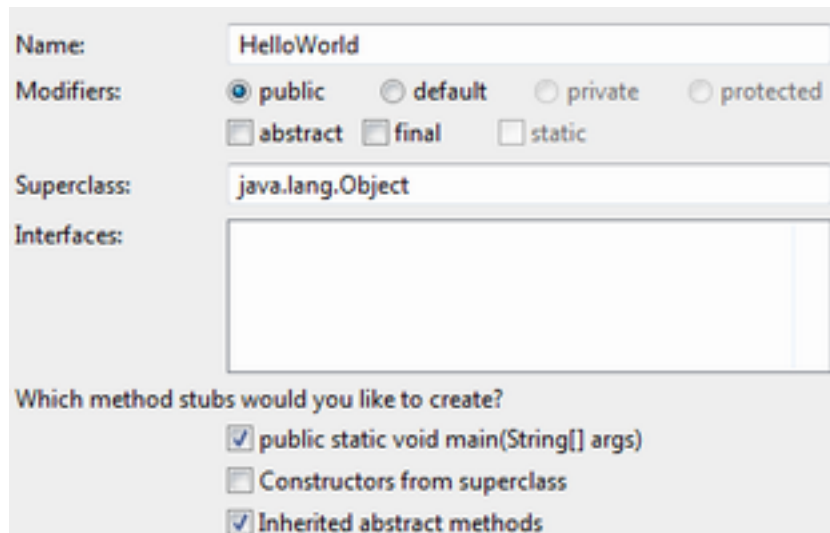 Name: HelloWorld
Modifiers: public default private protected
abstract final static
Superclass: java.lang.Object
Interfaces:
Which method stubs would you like to create?
public static void main(String[] args)
Constructors from superclass
Inherited abstract methods